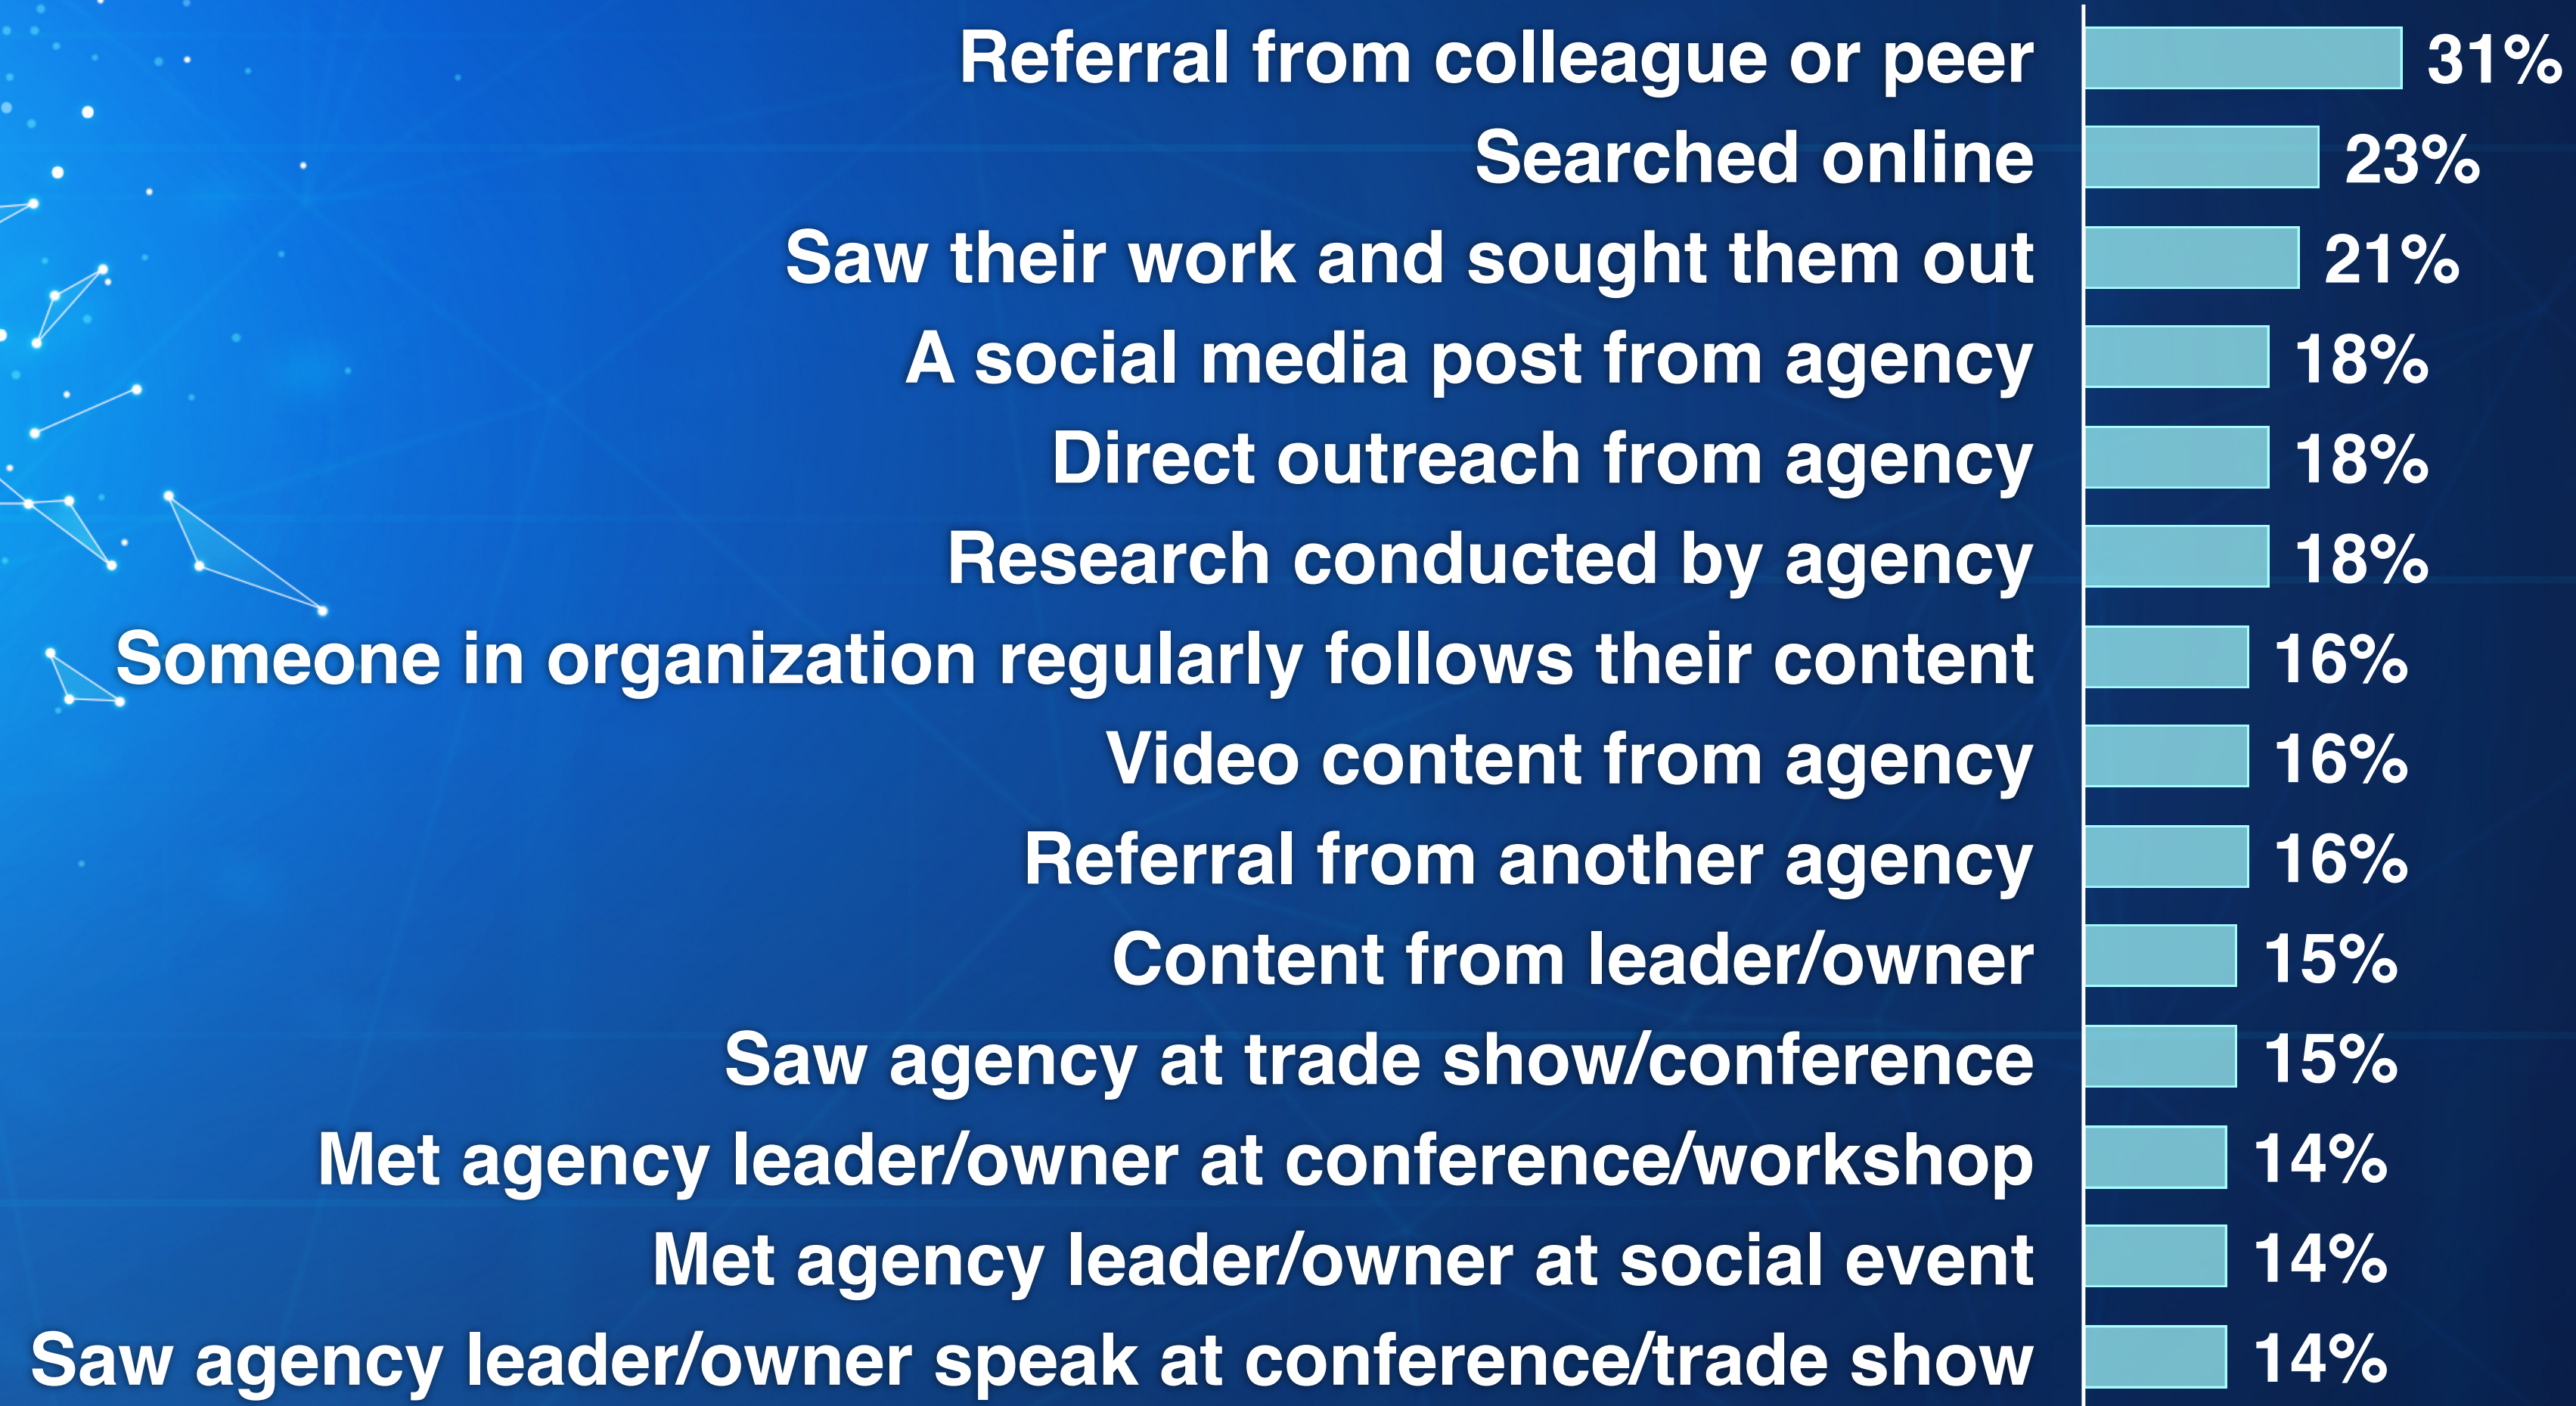 Referral from colleague or peer 31%
Searched online 23%
Saw their work and sought them out 21%
A social media post from agency 18%
Direct outreach from agency 18%
Research conducted by agency 18%
Someone in organization regularly follows their content 16%
Video content from agency 16%
Referral from another agency 16%
Content from leader/owner 15%
Saw agency at trade show/conference 15%
Met agency leader/owner at conference/workshop 14%
Met agency leader/owner at social event 14%
Saw agency leader/owner speak at conference/trade show 14%